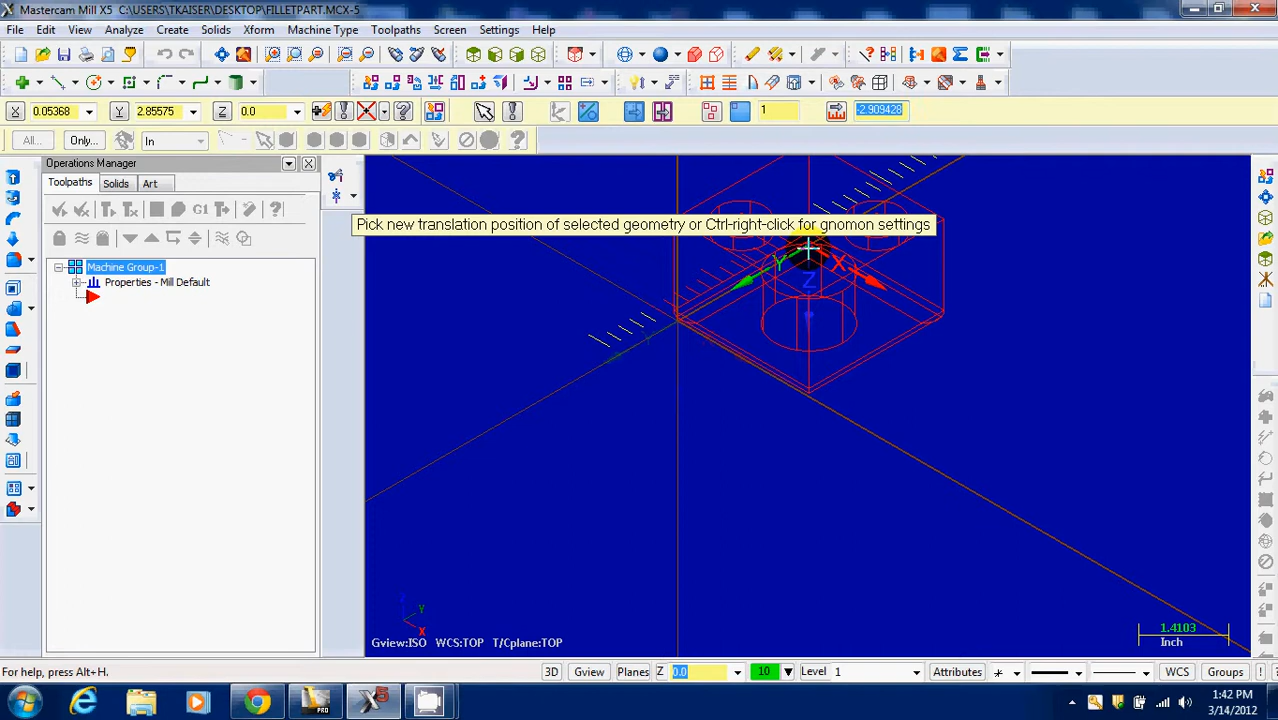 Mastercam Mill X5 C:\USERS\TKAISER\DESKTOP\FILLETPART.MCX-5
File Edit View Analyze Create Solids Xform Machine Type Toolpaths Screen Settings Help
X 0.05368 Y 2.85575 Z 0.0 1 -2.909428
All... Only... In
Operations Manager
Toolpaths Solids Art
G1
Pick new translation position of selected geometry or Ctrl-right-click for gnomon settings
Machine Group-1
Properties - Mill Default
Y X
Z
Y
X
1.4103
Inch
Gview:ISO WCS:TOP T/Cplane:TOP
For help, press Alt+H. 3D Gview Planes Z 0.0 10 Level 1 Attributes WCS Groups
PRO X5 1:42 PM
3/14/2012